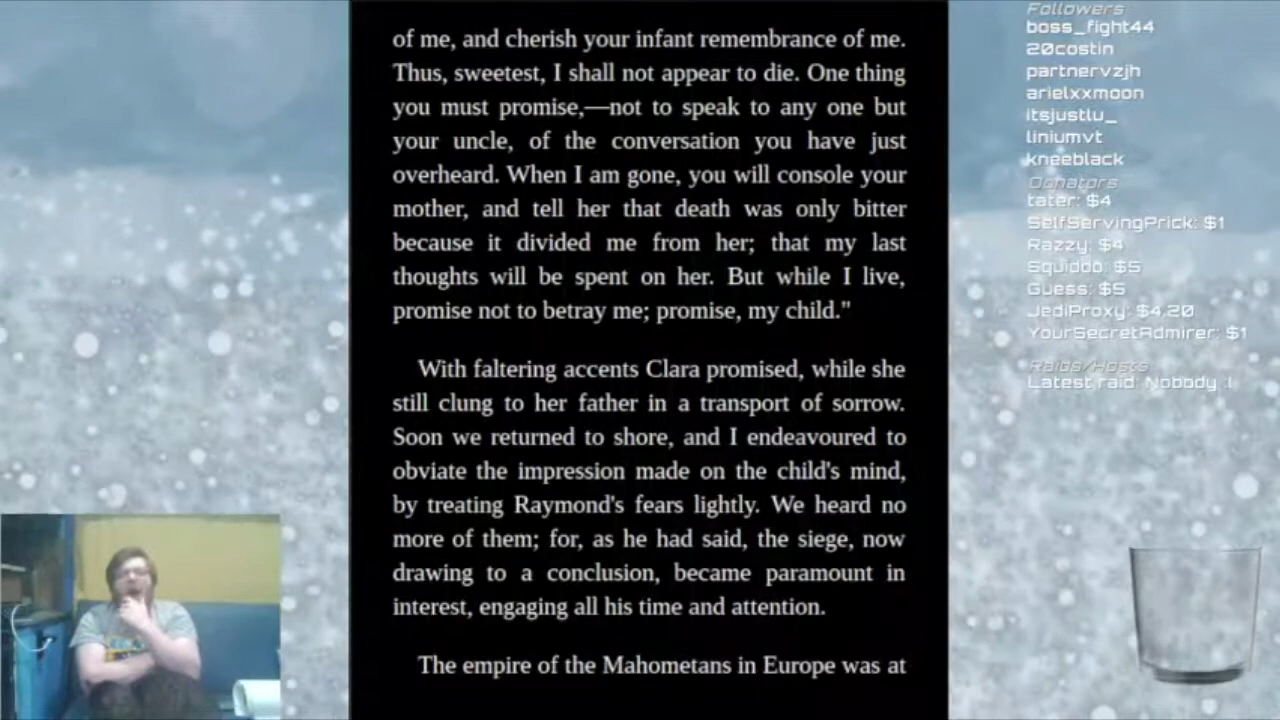 of me, and cherish your infant remembrance of me.
Thus, sweetest, I shall not appear to die. One thing
you must promise,—not to speak to any one but
your uncle, of the conversation you have just
overheard. When I am gone, you will console your
mother, and tell her that death was only bitter
because it divided me from her; that my last
thoughts will be spent on her. But while I live,
promise not to betray me; promise, my child."
With faltering accents Clara promised, while she
still clung to her father in a transport of sorrow.
Soon we returned to shore, and I endeavoured to
obviate the impression made on the child's mind,
by treating Raymond's fears lightly. We heard no
more of them; for, as he had said, the siege, now
drawing to a conclusion, became paramount in
interest, engaging all his time and attention.
The empire of the Mahometans in Europe was at
Followers
boss_fight44
20costin
partnervzjh
arielxxmoon
itsjustlu_
liniumvt
kneeblack
Donators
tater: $4
SelfServingPrick: $1
Razzy: $4
Squidob: $5
Guess: $5
JediProxy: $4.20
YourSecretAdmirer: $1
Raids/Hosts
Latest raid: Nobody :(